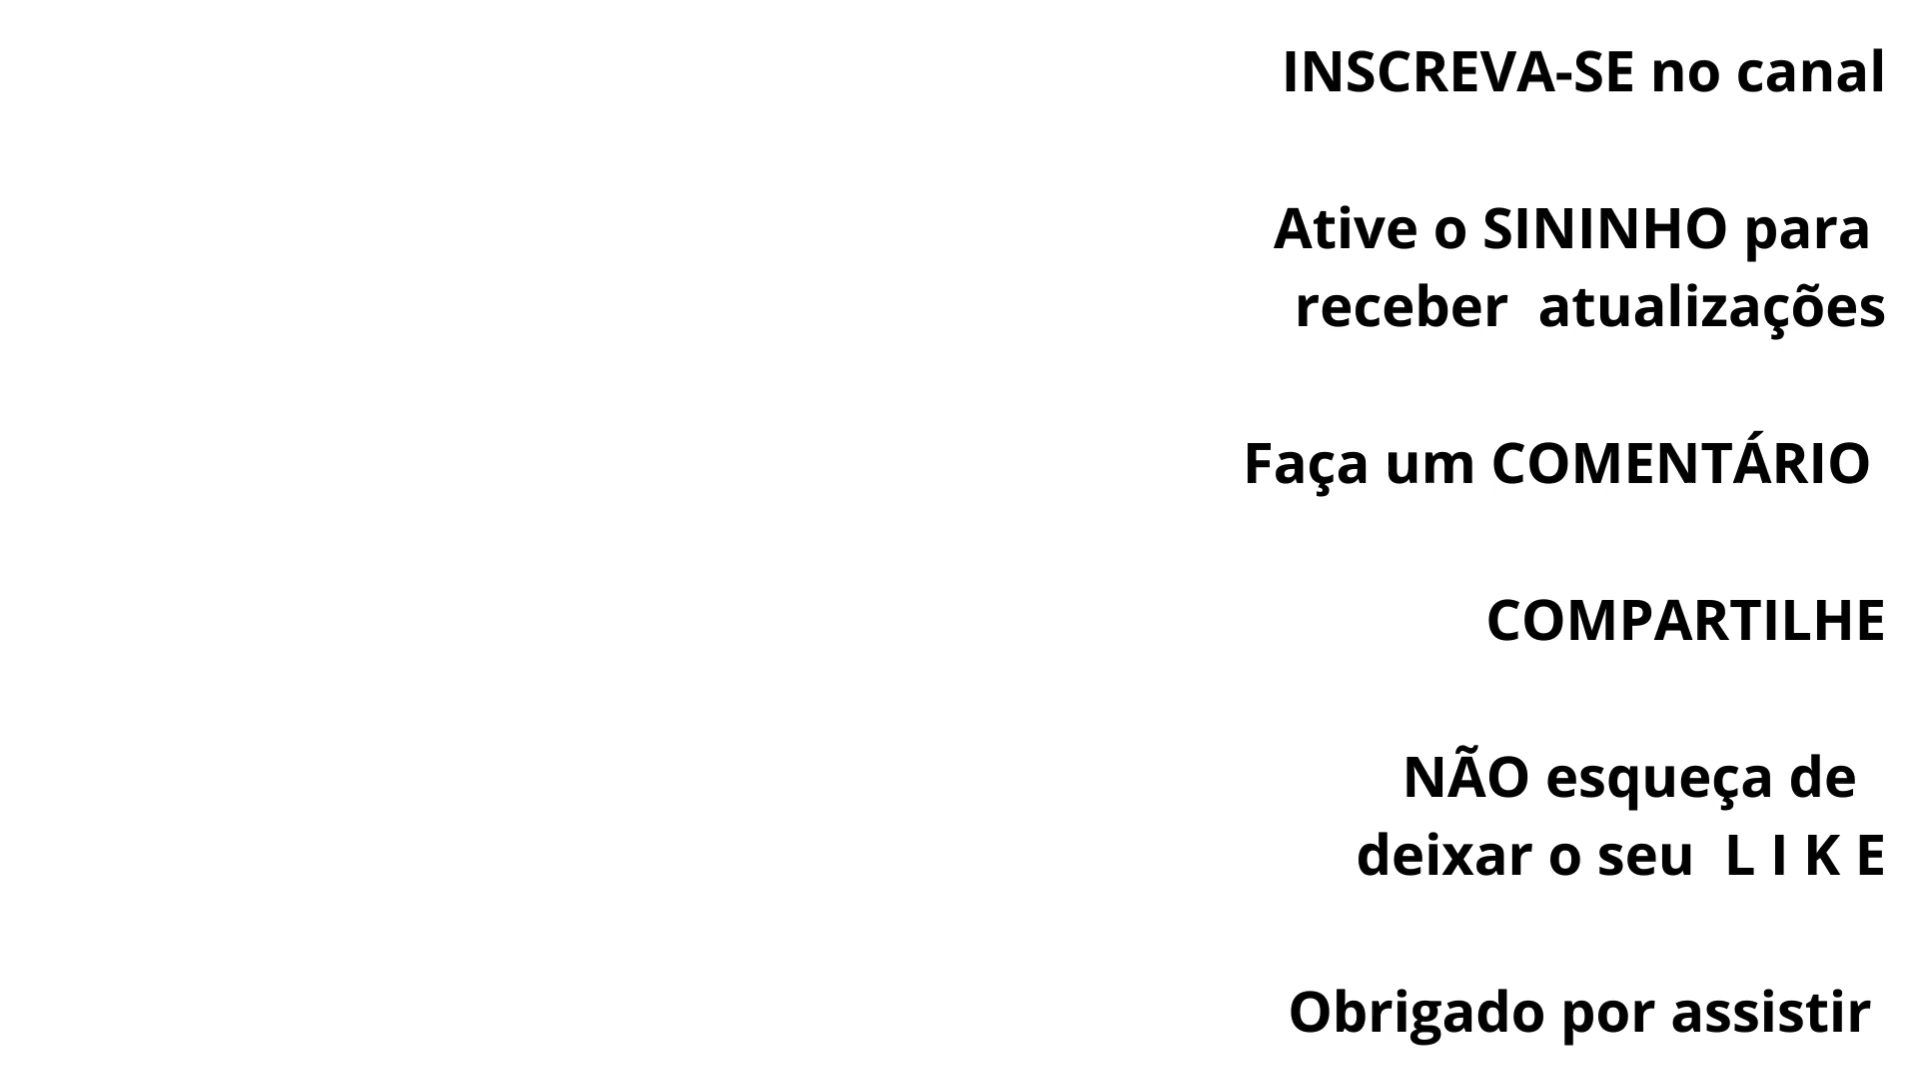 INSCREVA-SE no canal
Ative o SININHO para
receber atualizações
Faça um COMENTÁRIO
COMPARTILHE
NÃO esqueça de
deixar o seu L I K E
Obrigado por assistir